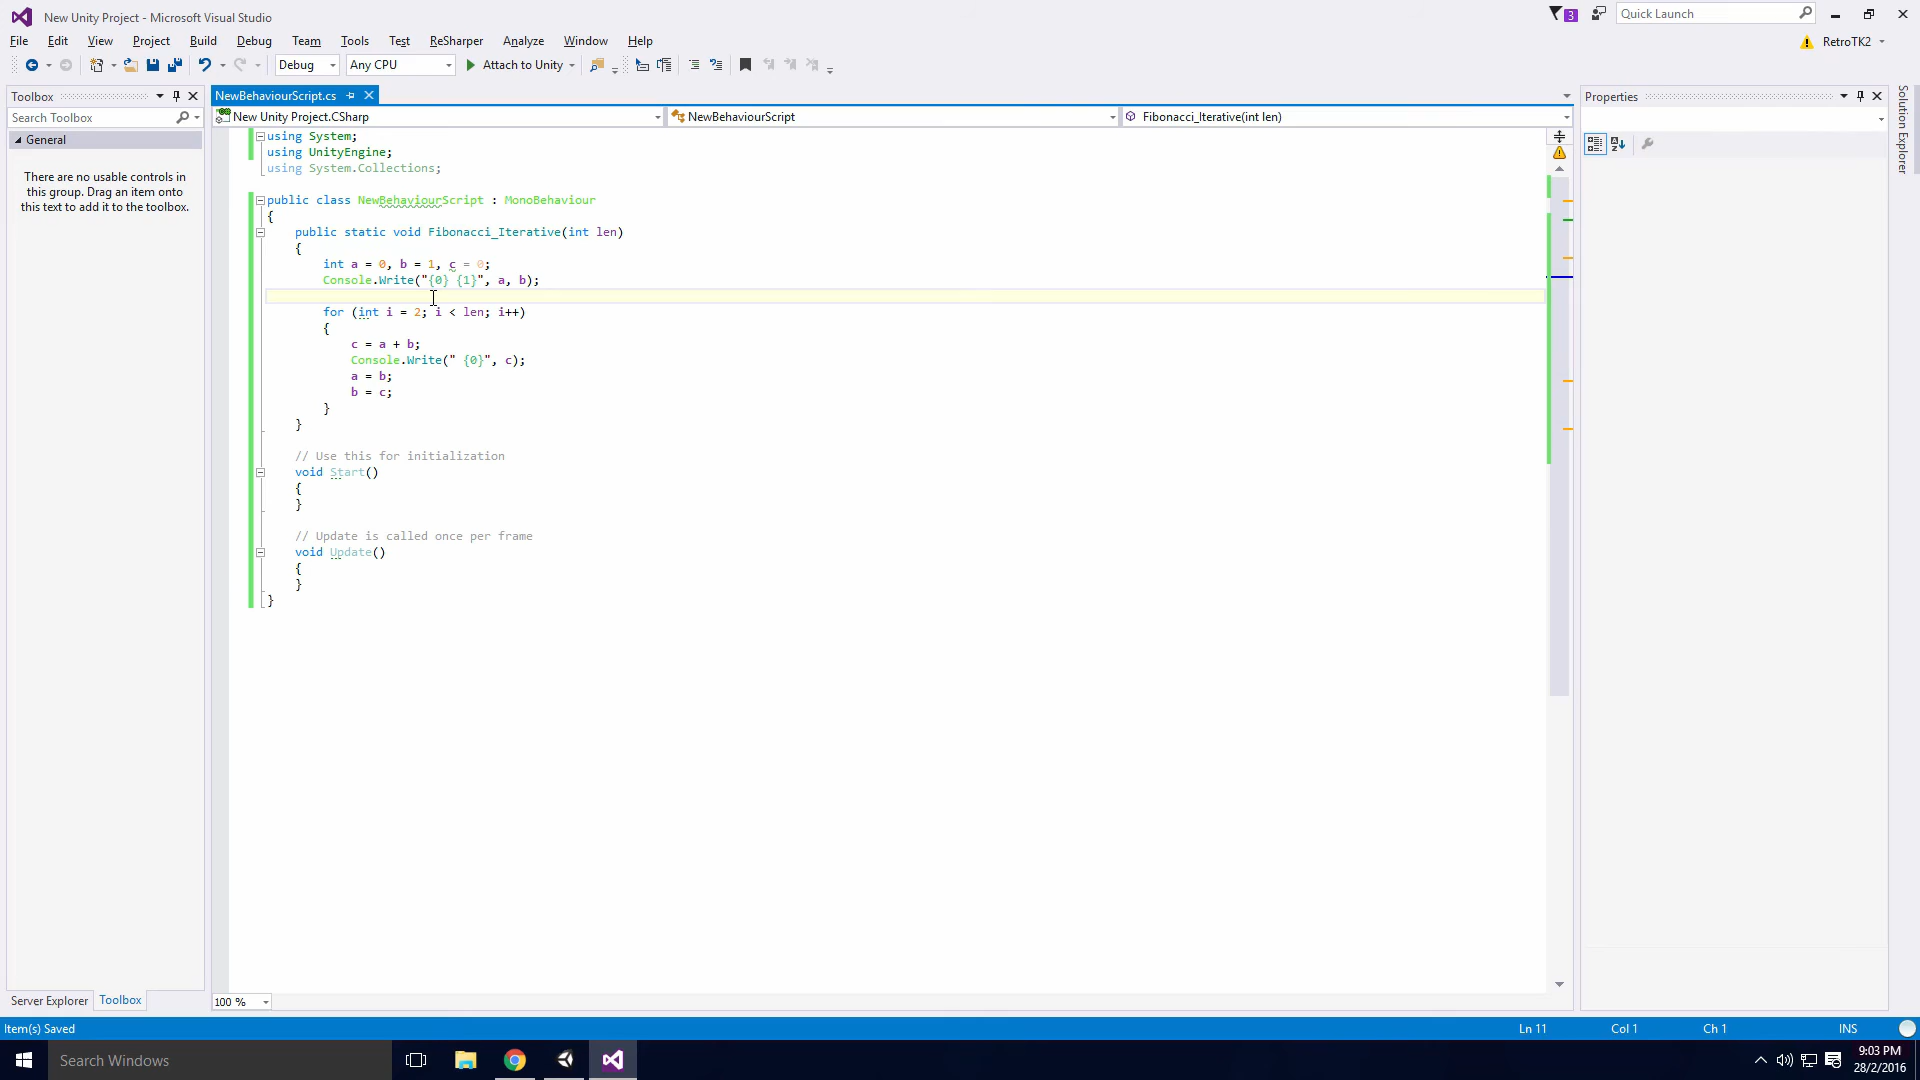 New Unity Project - Microsoft Visual Studio
3
Quick Launch
File Edit View Project Build Debug Team Tools Test ReSharper Analyze Window Help
RetroTK2
Debug Any CPU Attach to Unity
Toolbox
Search Toolbox
General
There are no usable controls in
this group. Drag an item onto
this text to add it to the toolbox.
NewBehaviourScript.cs
New Unity Project.CSharp NewBehaviourScript Fibonacci_Iterative(int len)
using System;
using UnityEngine;
using System.Collections;
public class NewBehaviourScript : MonoBehaviour
{
public static void Fibonacci_Iterative(int len)
{
int a = 0, b = 1, c = 0;
Console.Write("{0} {1}", a, b);
for (int i = 2; i < len; i++)
{
c = a + b;
Console.Write(" {0}", c);
a = b;
b = c;
}
}
// Use this for initialization
void Start()
{
}
// Update is called once per frame
void Update()
{
}
}
Properties
Solution Explorer
Server Explorer Toolbox
100 %
Item(s) Saved
Ln 11 Col 1 Ch 1 INS
Search Windows
9:03 PM
28/2/2016